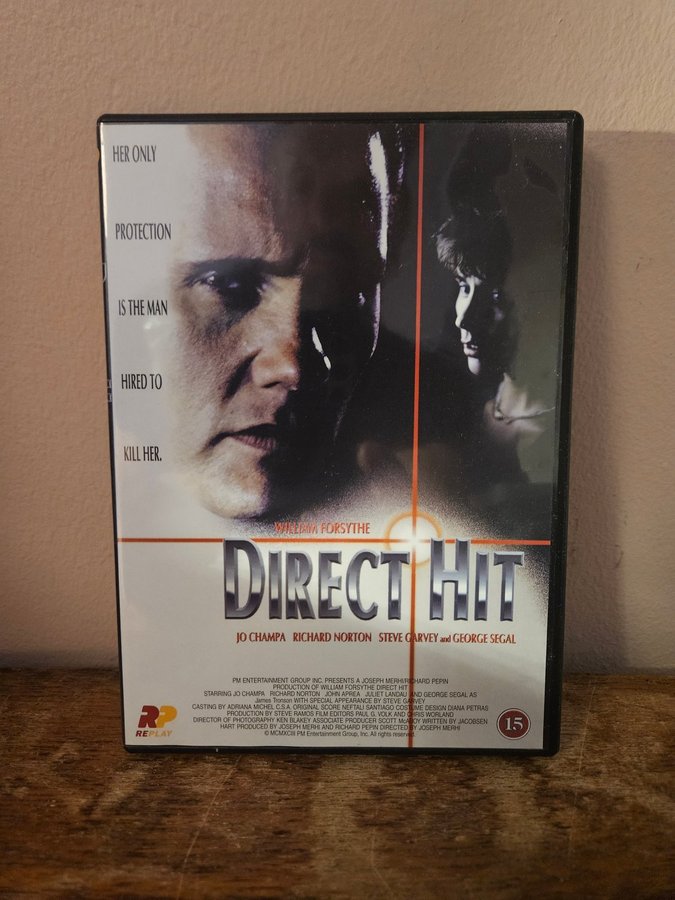 HER ONLY
PROTECTION
IS THE MAN
HIRED TO
KILL HER.
WILLIAM FORSYTHE
DIRECT HIT
JO CHAMPA RICHARD NORTON STEVE GARVEY and GEORGE SEGAL
PM ENTERTAINMENT GROUP INC. PRESENTS A JOSEPH MERHI/RICHARD PEPIN
PRODUCTION OF WILLIAM FORSYTHE DIRECT HIT
STARRING JO CHAMPA RICHARD NORTON JOHN APREA JULIET LANDAU AND GEORGE SEGAL AS
James Tronson WITH SPECIAL APPEARANCE BY STEVE GARVEY
CASTING BY ADRIANA MICHEL C.S.A. ORIGINAL SCORE NEFTALI SANTIAGO COSTUME DESIGN DIANA PETRAS
PRODUCTION BY STEVE RAMOS FILM EDITORS PAUL G. VOLK AND CHRIS WORLAND
DIRECTOR OF PHOTOGRAPHY KEN BLAKEY ASSOCIATE PRODUCER SCOTT McABOY WRITTEN BY JACOBSEN
HART PRODUCED BY JOSEPH MERHI AND RICHARD PEPIN DIRECTED BY JOSEPH MERHI
© MCMXCIII PM Entertainment Group, Inc. All rights reserved.
RP
REPLAY
15